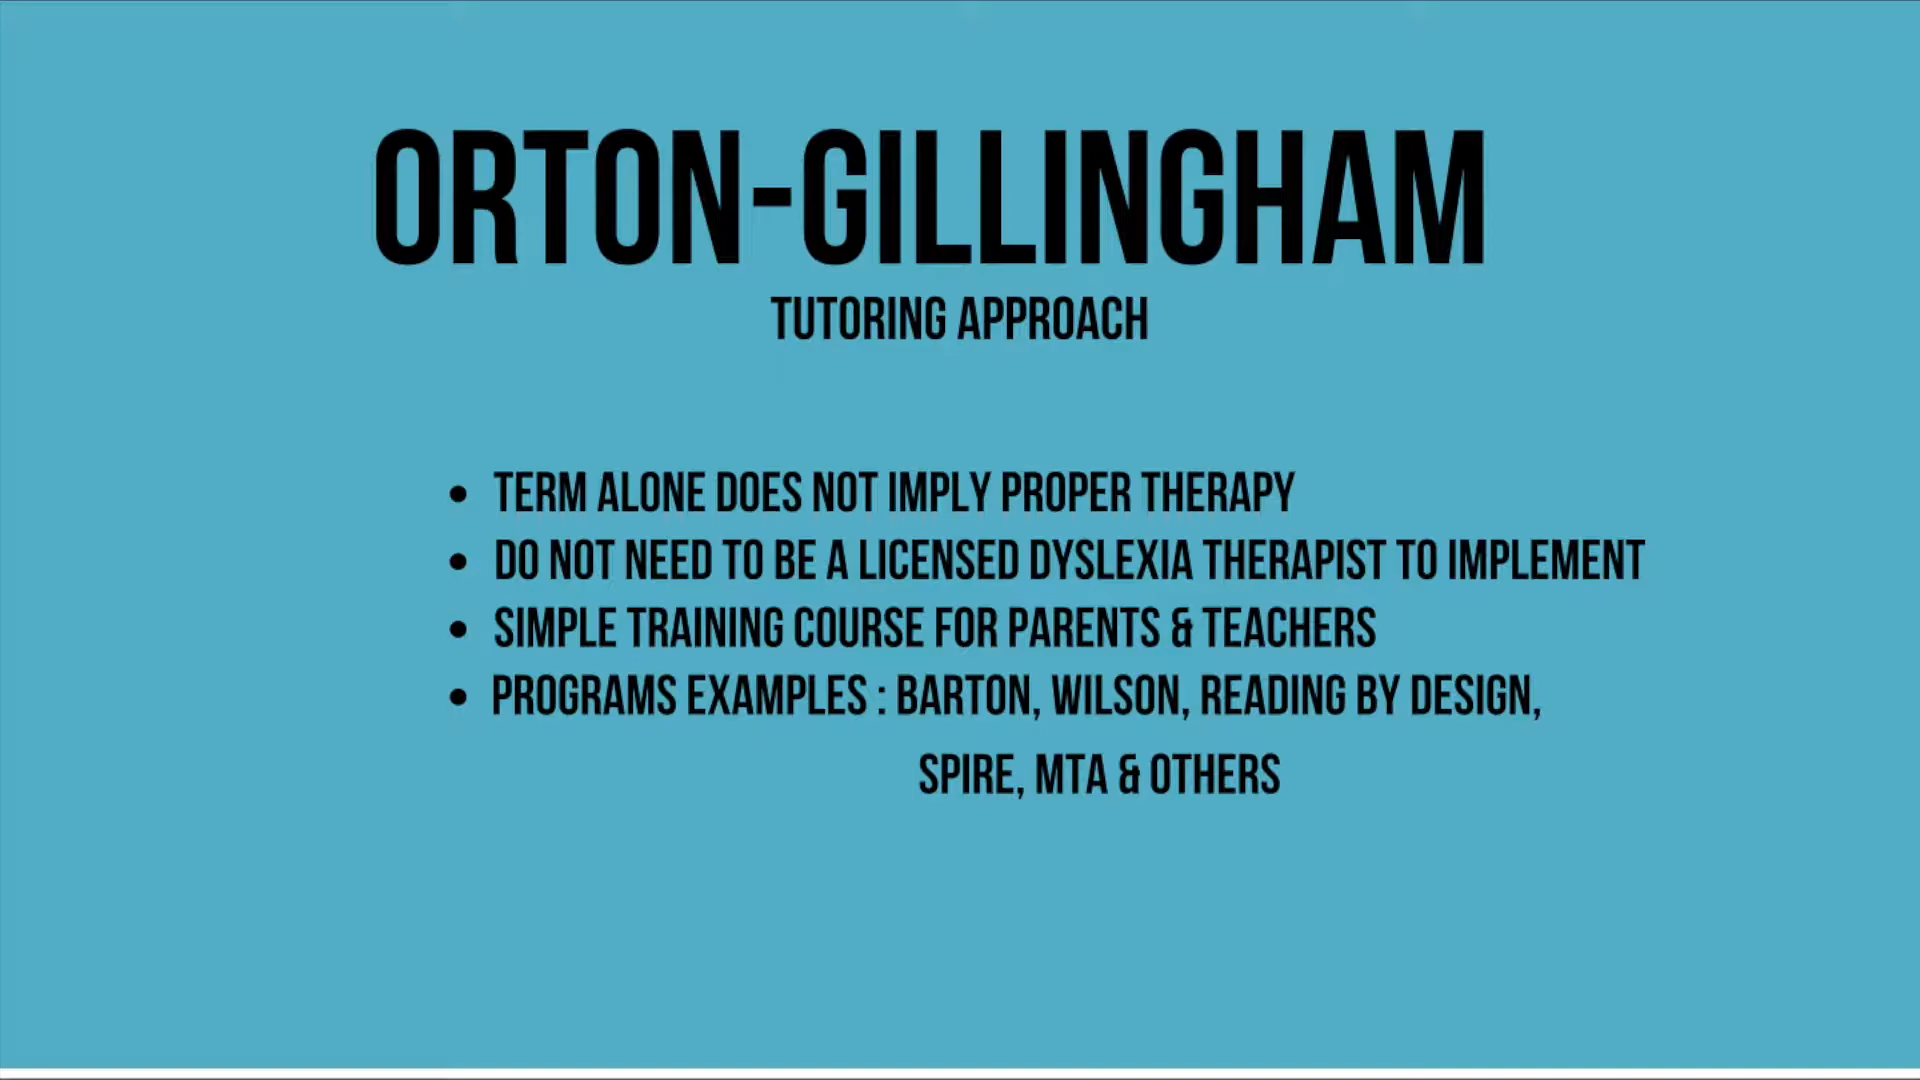 ORTON-GILLINGHAM
TUTORING APPROACH
• TERM ALONE DOES NOT IMPLY PROPER THERAPY
• DO NOT NEED TO BE A LICENSED DYSLEXIA THERAPIST TO IMPLEMENT
• SIMPLE TRAINING COURSE FOR PARENTS & TEACHERS
• PROGRAMS EXAMPLES : BARTON, WILSON, READING BY DESIGN,
SPIRE, MTA & OTHERS